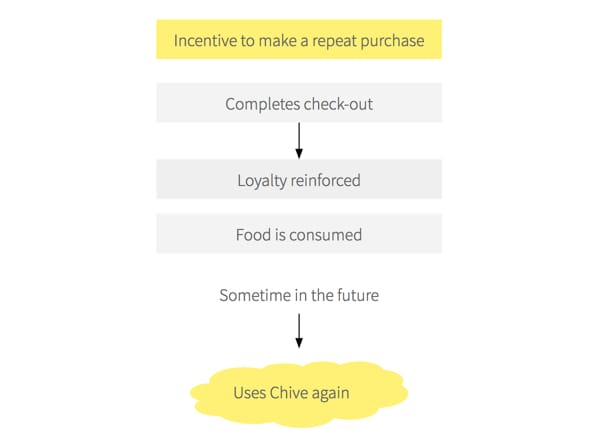 Incentive to make a repeat purchase
Completes check-out
Loyalty reinforced
Food is consumed
Sometime in the future
Uses Chive again